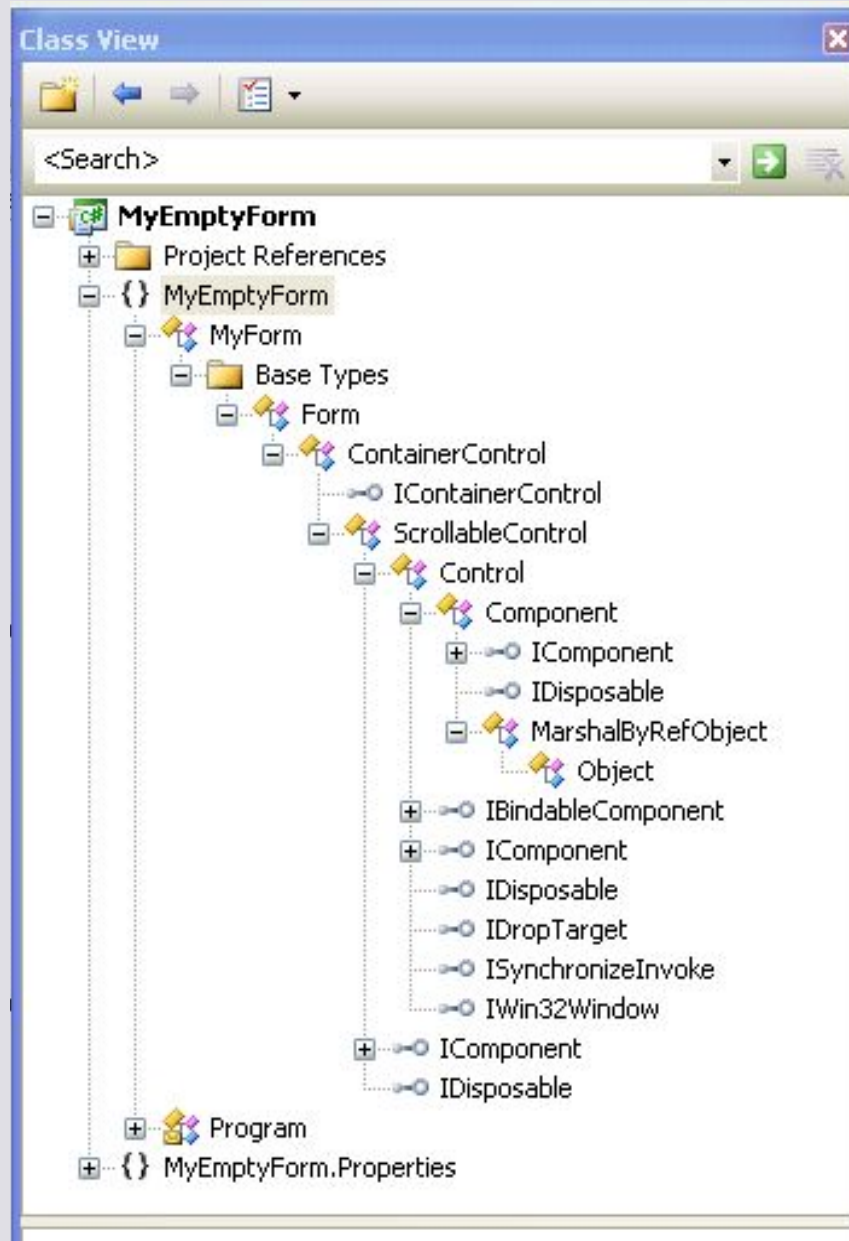 Class View
<Search>
MyEmptyForm
Project References
{} MyEmptyForm
MyForm
Base Types
Form
ContainerControl
IContainerControl
ScrollableControl
Control
Component
IComponent
IDisposable
MarshalByRefObject
Object
IBindableComponent
IComponent
IDisposable
IDropTarget
ISynchronizeInvoke
IWin32Window
IComponent
IDisposable
Program
{} MyEmptyForm.Properties